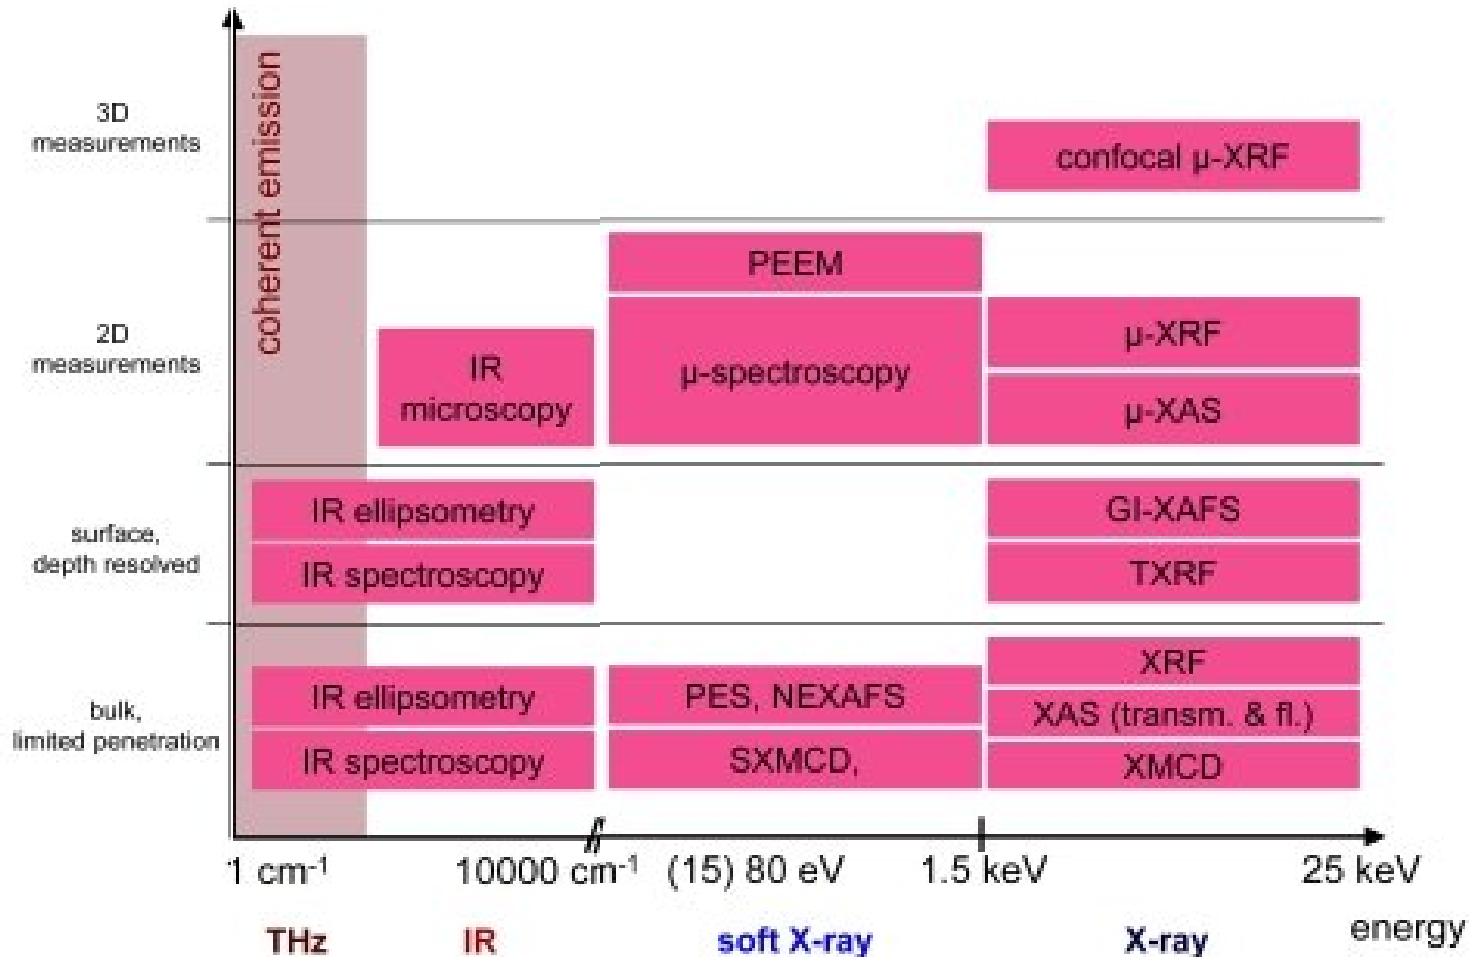 coherent emission
3D
measurements
confocal µ-XRF
2D
measurements
PEEM
IR
microscopy
µ-spectroscopy
µ-XRF
µ-XAS
surface,
depth resolved
IR ellipsometry
IR spectroscopy
GI-XAFS
TXRF
bulk,
limited penetration
IR ellipsometry
IR spectroscopy
PES, NEXAFS
SXMCD,
XRF
XAS (transm. & fl.)
XMCD
1 cm⁻¹
10000 cm⁻¹
(15) 80 eV
1.5 keV
25 keV
energy
THz
IR
soft X-ray
X-ray